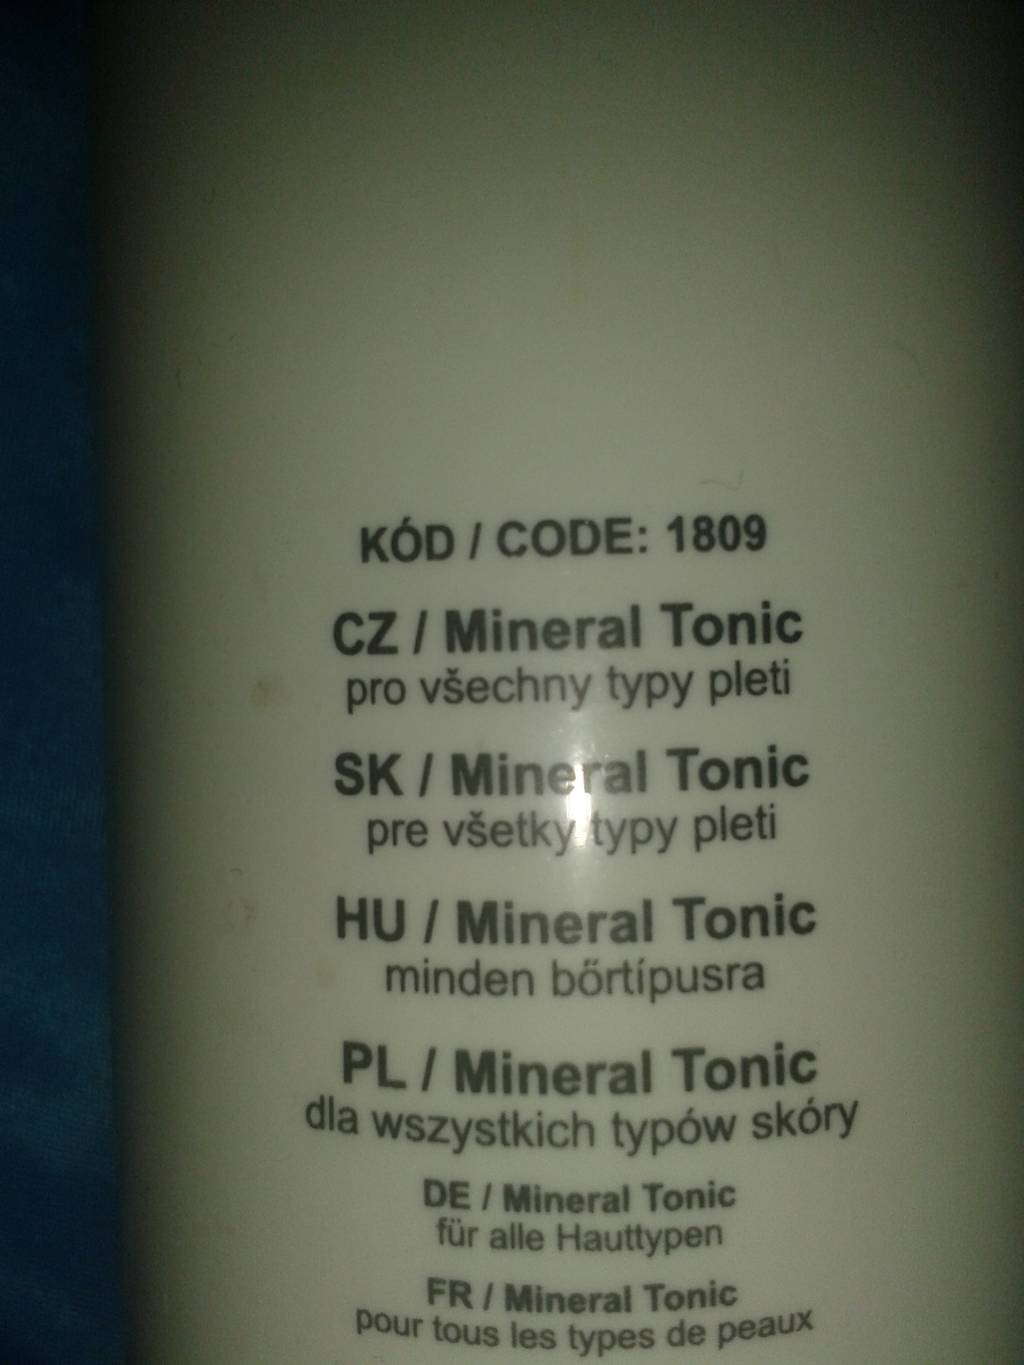 KÓD / CODE: 1809
CZ / Mineral Tonic
pro všechny typy pleti
SK / Mineral Tonic
pre všetky typy pleti
HU / Mineral Tonic
minden bőrtípusra
PL / Mineral Tonic
dla wszystkich typów skóry
DE / Mineral Tonic
für alle Hauttypen
FR / Mineral Tonic
pour tous les types de peaux